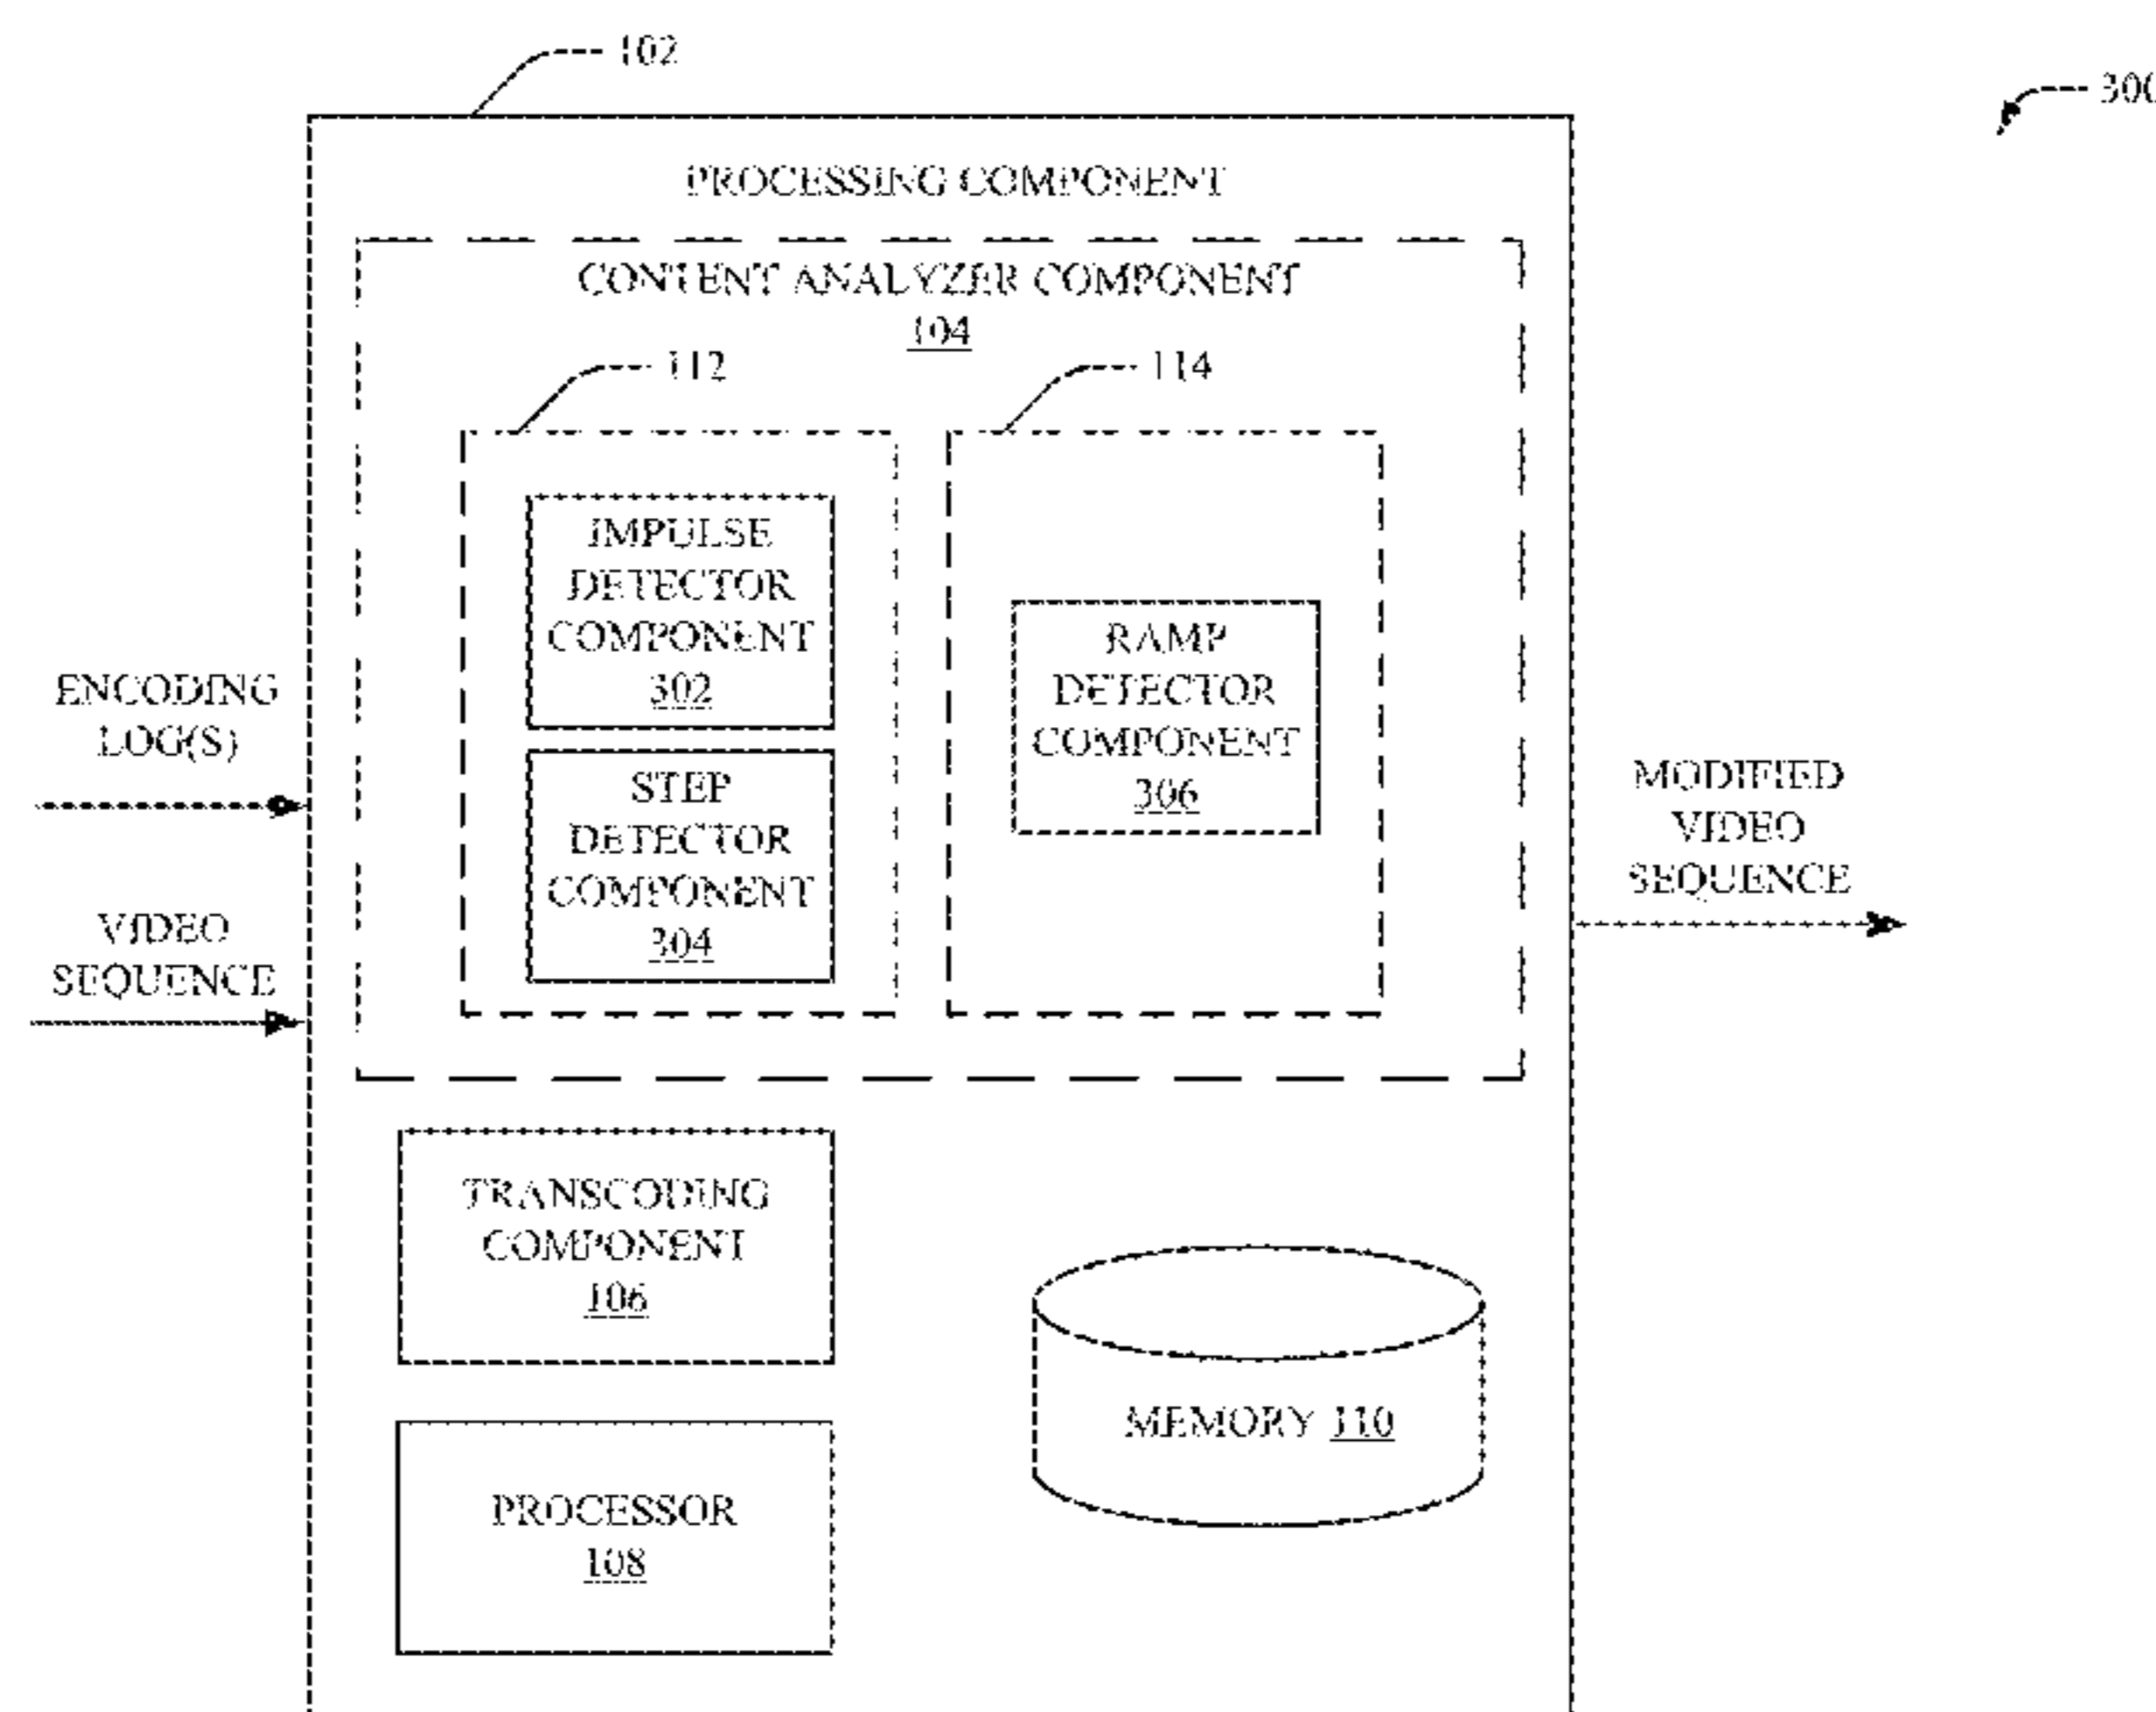 102
300
PROCESSING COMPONENT
CONTENT ANALYZER COMPONENT
104
112
114
IMPULSE
DETECTOR
COMPONENT
302
STEP
DETECTOR
COMPONENT
304
RAMP
DETECTOR
COMPONENT
306
ENCODING
LOG(S)
VIDEO
SEQUENCE
MODIFIED
VIDEO
SEQUENCE
TRANSCODING
COMPONENT
106
MEMORY 110
PROCESSOR
108